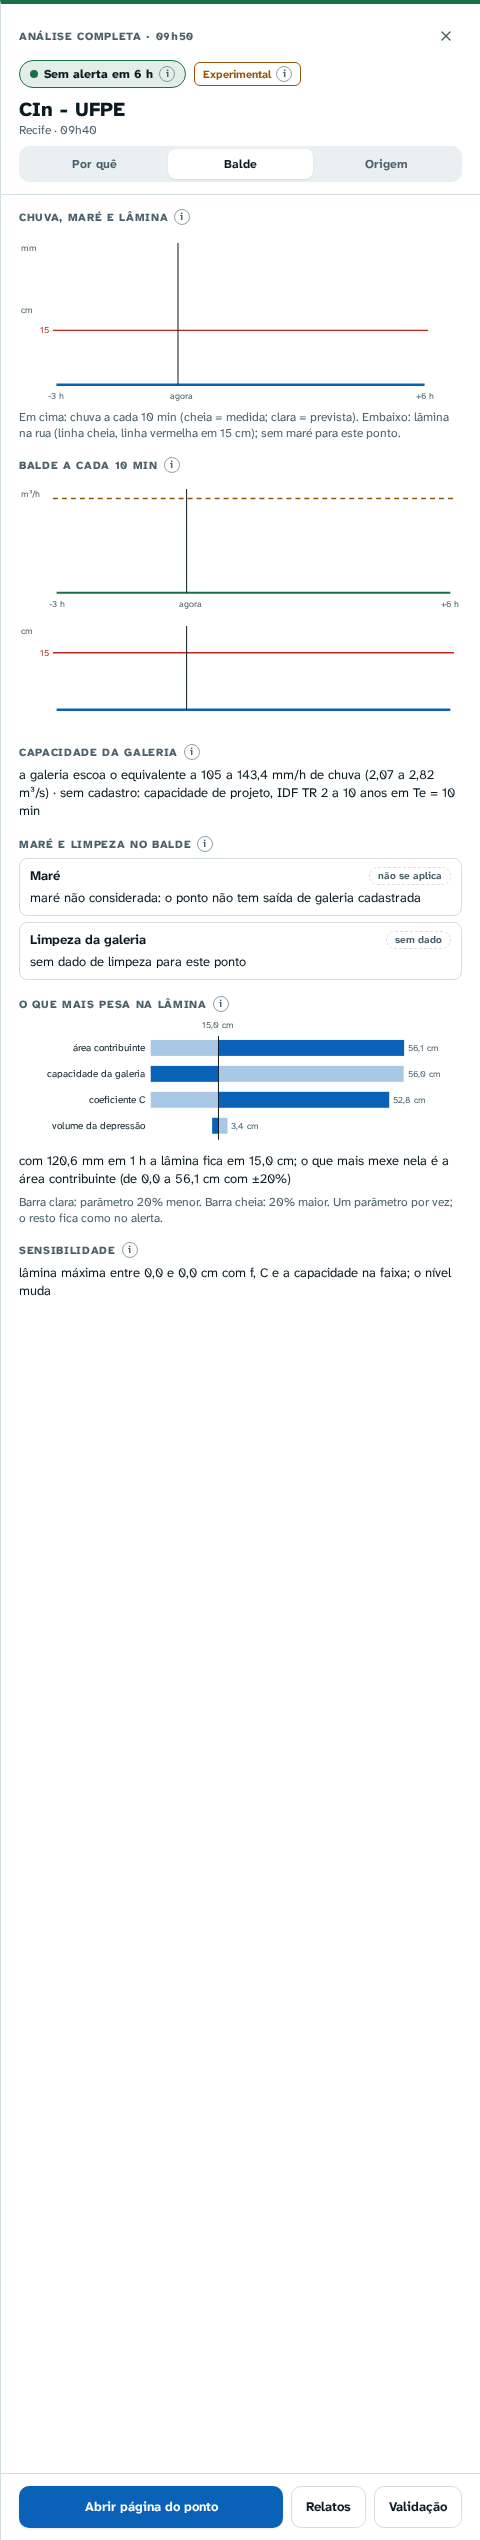 ANÁLISE COMPLETA · 09h50
Sem alerta em 6 h i
Experimental i
CIn - UFPE
Recife · 09h40
Por quê Balde Origem
CHUVA, MARÉ E LÂMINA i
mm
cm
15
-3 h agora +6 h
Em cima: chuva a cada 10 min (cheia = medida; clara = prevista). Embaixo: lâmina
na rua (linha cheia, linha vermelha em 15 cm); sem maré para este ponto.
BALDE A CADA 10 MIN i
m³/h
-3 h agora +6 h
cm
15
CAPACIDADE DA GALERIA i
a galeria escoa o equivalente a 105 a 143,4 mm/h de chuva (2,07 a 2,82
m³/s) · sem cadastro: capacidade de projeto, IDF TR 2 a 10 anos em Te = 10
min
MARÉ E LIMPEZA NO BALDE i
Maré não se aplica
maré não considerada: o ponto não tem saída de galeria cadastrada
Limpeza da galeria sem dado
sem dado de limpeza para este ponto
O QUE MAIS PESA NA LÂMINA i
15,0 cm
área contribuinte 56,1 cm
capacidade da galeria 56,0 cm
coeficiente C 52,8 cm
volume da depressão 3,4 cm
com 120,6 mm em 1 h a lâmina fica em 15,0 cm; o que mais mexe nela é a
área contribuinte (de 0,0 a 56,1 cm com ±20%)
Barra clara: parâmetro 20% menor. Barra cheia: 20% maior. Um parâmetro por vez;
o resto fica como no alerta.
SENSIBILIDADE i
lâmina máxima entre 0,0 e 0,0 cm com f, C e a capacidade na faixa; o nível
muda
Abrir página do ponto Relatos Validação